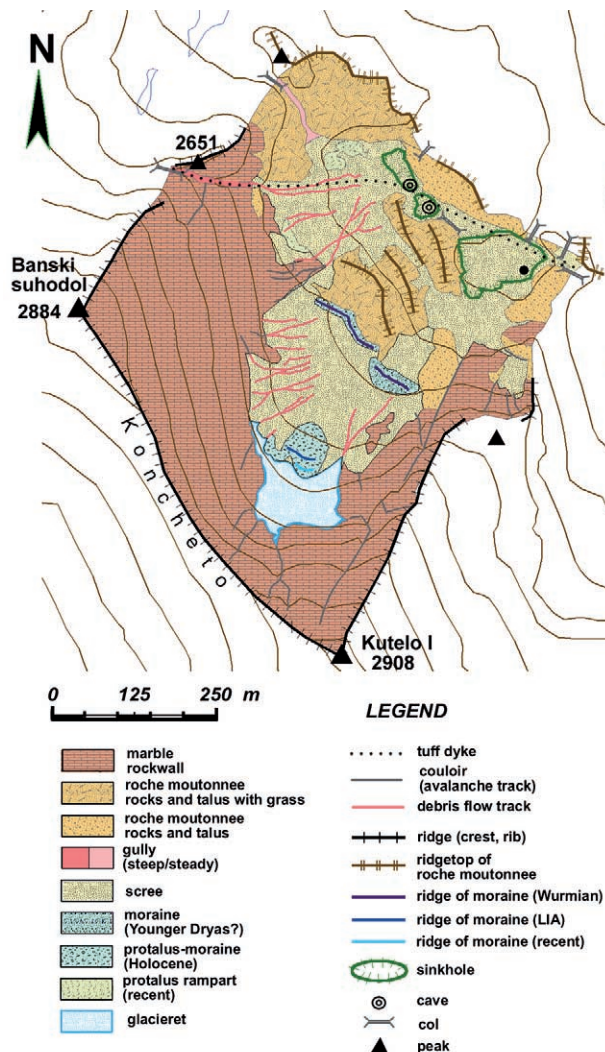 N
2651
Banski
suhodol
2884
Koncheto
Kutelo I
2908
0 125 250 m
LEGEND
marble
rockwall
roche moutonnee
rocks and talus with grass
roche moutonnee
rocks and talus
gully
(steep/steady)
scree
moraine
(Younger Dryas?)
protalus-moraine
(Holocene)
protalus rampart
(recent)
glacieret
tuff dyke
couloir
(avalanche track)
debris flow track
ridge (crest, rib)
ridgetop of
roche moutonnee
ridge of moraine (Wurmian)
ridge of moraine (LIA)
ridge of moraine (recent)
sinkhole
cave
col
peak